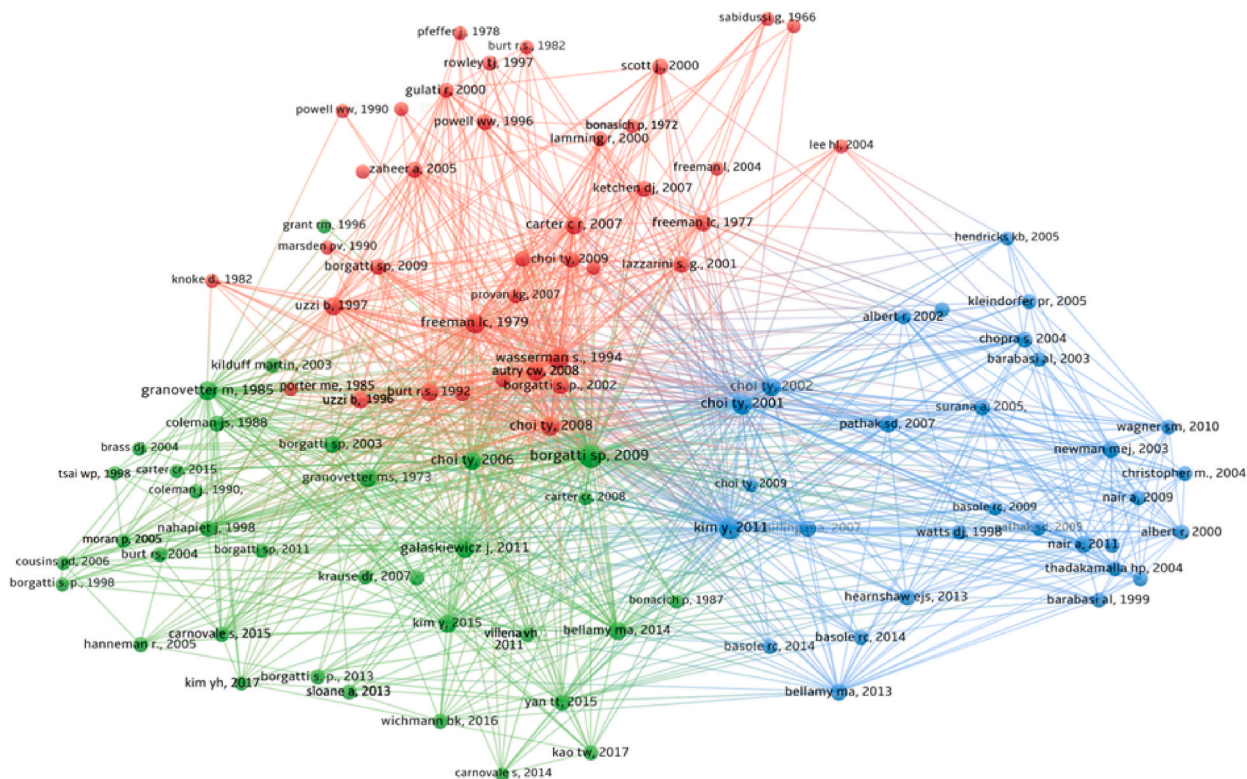 sabidussi g, 1966
pfeffer j., 1978
burt r.s., 1982
rowley tj, 1997
scott j., 2000
gulati r, 2000
powell ww, 1990
powell ww, 1996
bonasich p, 1972
lamming r, 2000
lee hl, 2004
zaheer a, 2005
freeman l, 2004
ketchen dj, 2007
grant rm, 1996
carter c r, 2007
freeman lc, 1977
hendricks kb, 2005
marsden pv, 1990
borgatti sp, 2009
choi ty, 2009
lazzarini s. g., 2001
knoke d., 1982
provan kg, 2007
kleindorfer pr, 2005
uzzi b, 1997
albert r, 2002
freeman lc, 1979
chopra s, 2004
wasserman s., 1994
barabasi al, 2003
kilduff martin, 2003
autry cw, 2008
granovetter m, 1985
porter me, 1985
burt r.s., 1992
borgatti s. p., 2002
choi ty, 2002
uzzi b, 1996
choi ty, 2001
surana a, 2005,
coleman js, 1988
choi ty, 2008
pathak sd, 2007
wagner sm, 2010
brass dj, 2004
borgatti sp, 2003
newman mej, 2003
choi ty, 2006
borgatti sp, 2009
tsai wp, 1998
carter cr, 2015
granovetter ms, 1973
christopher m., 2004
coleman j., 1990,
choi ty, 2009
carter cr, 2008
nair a, 2009
basole rc, 2009
nahapiet j, 1998
kim y, 2011
watts dj, 1998
pathak sd, 2009
albert r, 2000
moran p, 2005
burt rs, 2004
borgatti sp, 2011
galaskiewicz j, 2011
nair a, 2011
cousins pd, 2006
thadakamalla hp, 2004
borgatti s. p., 1998
krause dr, 2007
bonacich p, 1987
hearnshaw ejs, 2013
barabasi al, 1999
kim y, 2015
hanneman r., 2005
carnovale s, 2015
villena vh
2011
bellamy ma, 2014
basole rc, 2014
basole rc, 2014
kim yh, 2017
borgatti s. p., 2013
sloane a, 2013
bellamy ma, 2013
yan tt, 2015
wichmann bk, 2016
kao tw, 2017
carnovale s, 2014